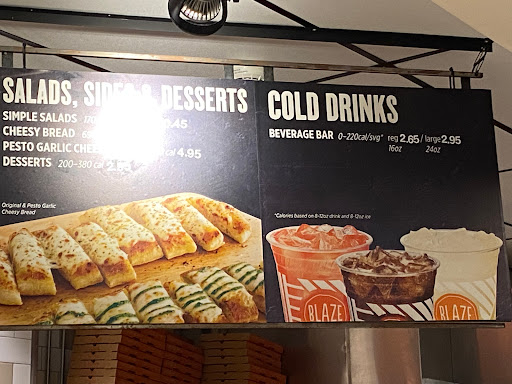 SALADS, SIDES & DESSERTS
SIMPLE SALADS
CHEESY BREAD
PESTO GARLIC CHEE cal 4.95
DESSERTS 200-380 cal
Original & Pesto Garlic
Cheesy Bread
COLD DRINKS
BEVERAGE BAR 0-220cal/svg* reg 2.65 / large 2.95
16oz 24oz
*Calories based on 8-12oz drink and 8-12oz ice
BLAZE
BLAZE